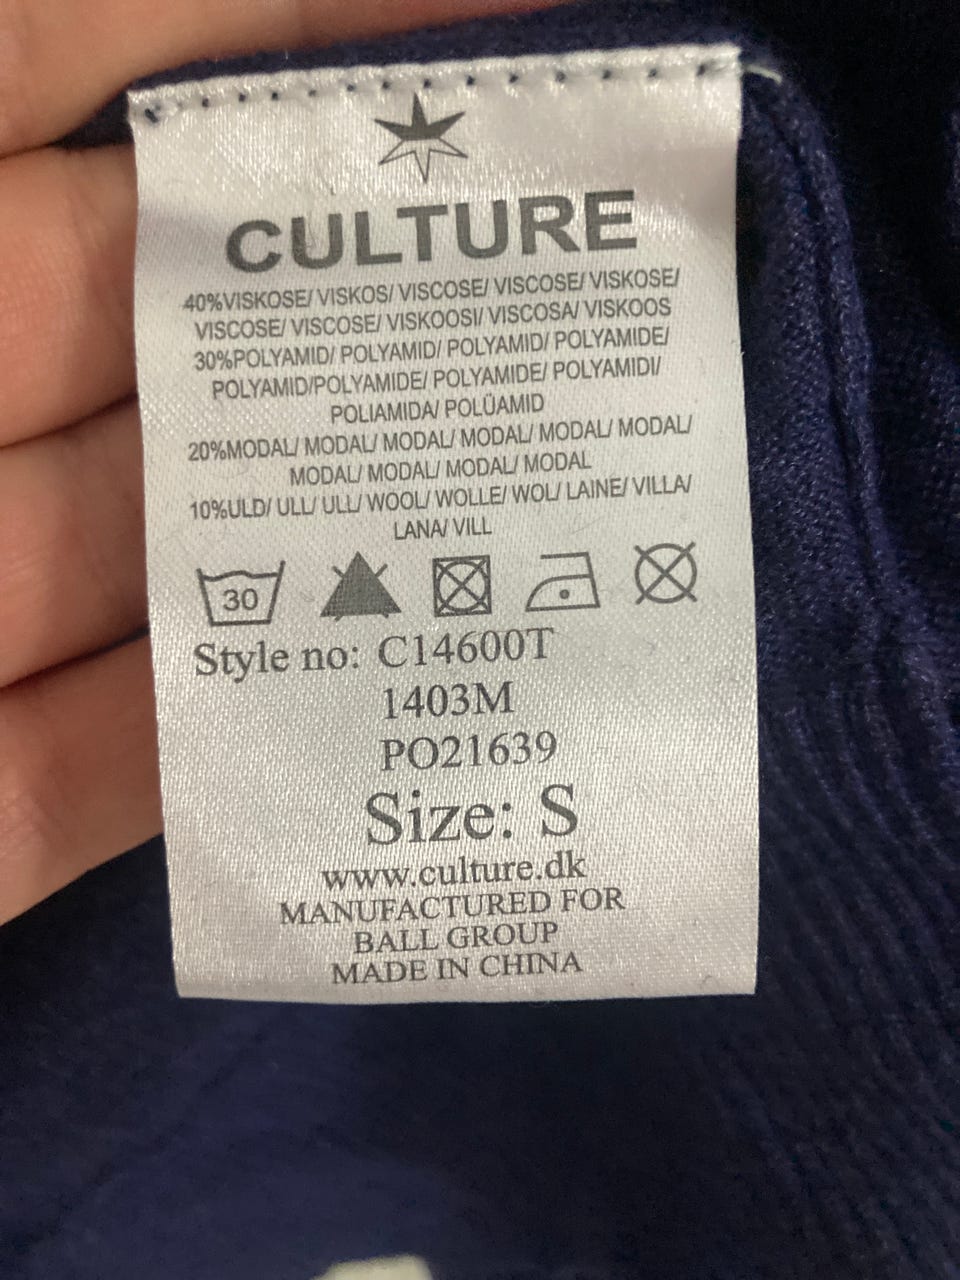 CULTURE
40%VISKOSE/ VISKOS/ VISCOSE/ VISCOSE/ VISKOSE/
VISCOSE/ VISCOSE/ VISKOOSI/ VISCOSA/ VISKOOS
30%POLYAMID/ POLYAMID/ POLYAMID/ POLYAMIDE/
POLYAMID/POLYAMIDE/ POLYAMIDE/ POLYAMIDI/
POLIAMIDA/ POLÜAMID
20%MODAL/ MODAL/ MODAL/ MODAL/ MODAL/ MODAL/
MODAL/ MODAL/ MODAL/ MODAL
10%ULD/ ULL/ ULL/ WOOL/ WOLLE/ WOL/ LAINE/ VILLA/
LANA/ VILL
30
Style no: C14600T
1403M
PO21639
Size: S
www.culture.dk
MANUFACTURED FOR
BALL GROUP
MADE IN CHINA